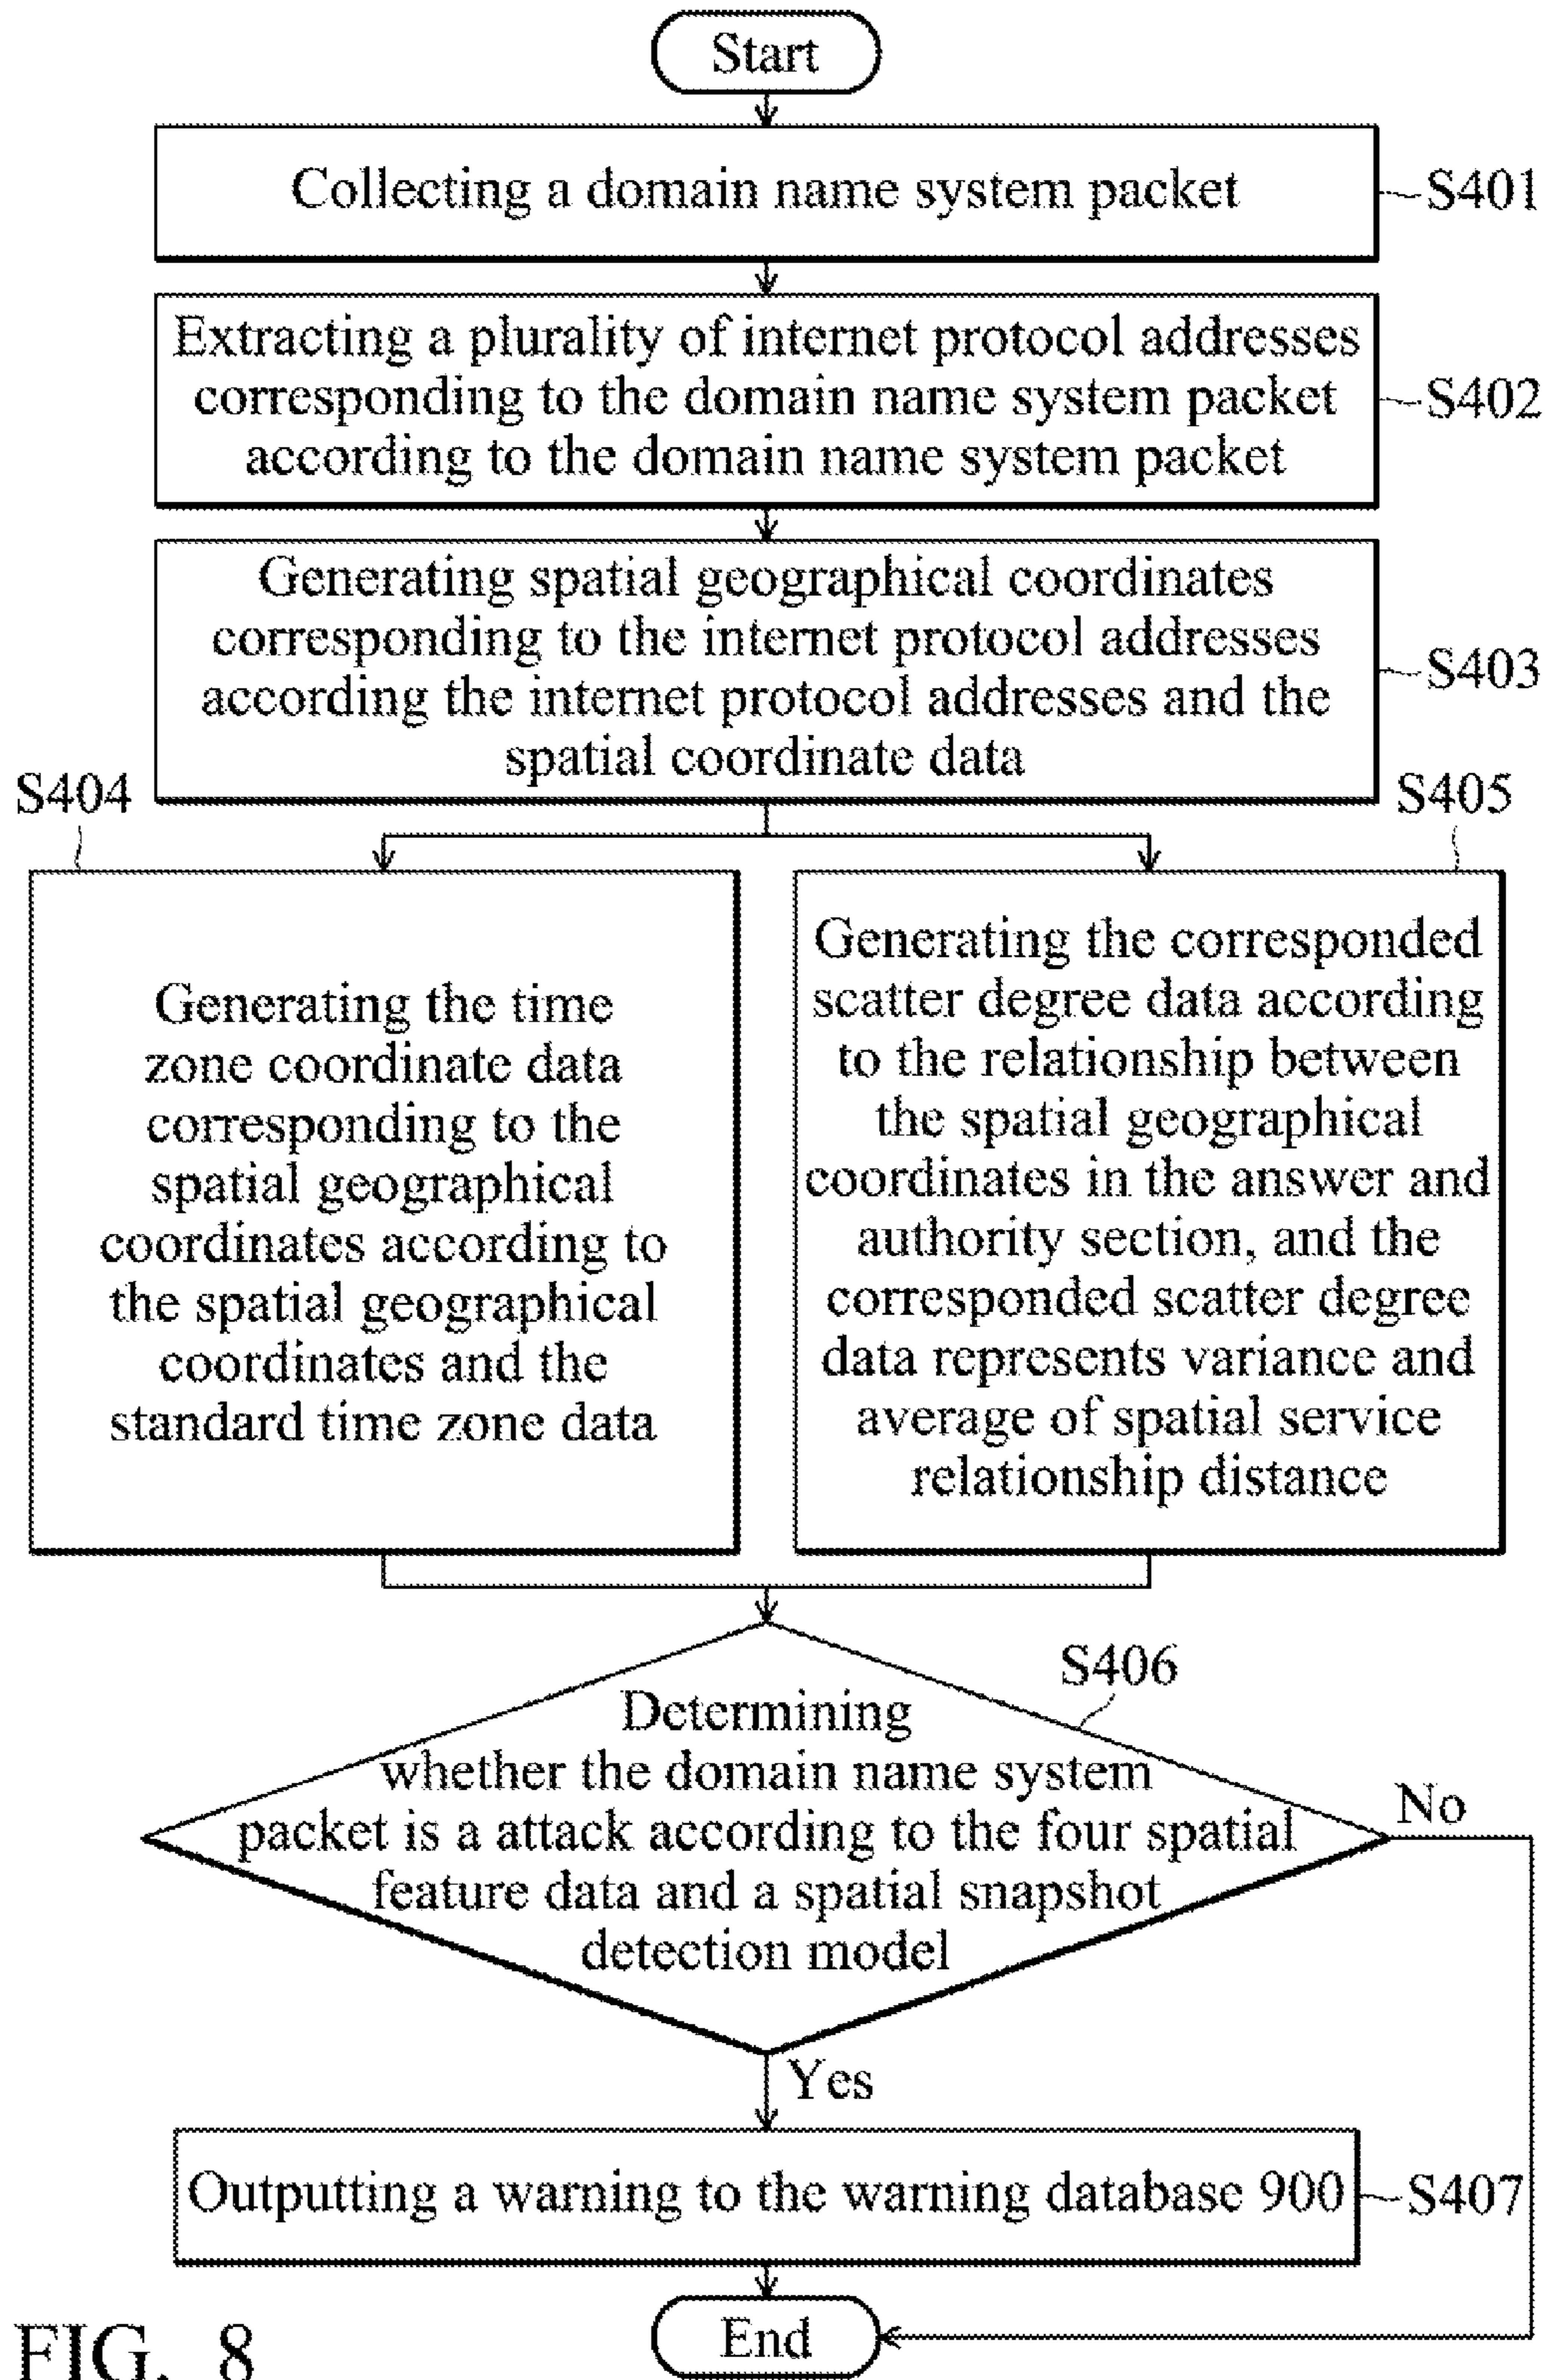 Start
Collecting a domain name system packet
S401
Extracting a plurality of internet protocol addresses
corresponding to the domain name system packet
according to the domain name system packet
S402
Generating spatial geographical coordinates
corresponding to the internet protocol addresses
according the internet protocol addresses and the
spatial coordinate data
S403
S404
Generating the time
zone coordinate data
corresponding to the
spatial geographical
coordinates according to
the spatial geographical
coordinates and the
standard time zone data
S405
Generating the corresponded
scatter degree data according
to the relationship between
the spatial geographical
coordinates in the answer and
authority section, and the
corresponded scatter degree
data represents variance and
average of spatial service
relationship distance
S406
Determining
whether the domain name system
packet is a attack according to the four spatial
feature data and a spatial snapshot
detection model
No
Yes
Outputting a warning to the warning database 900
S407
End
FIG. 8